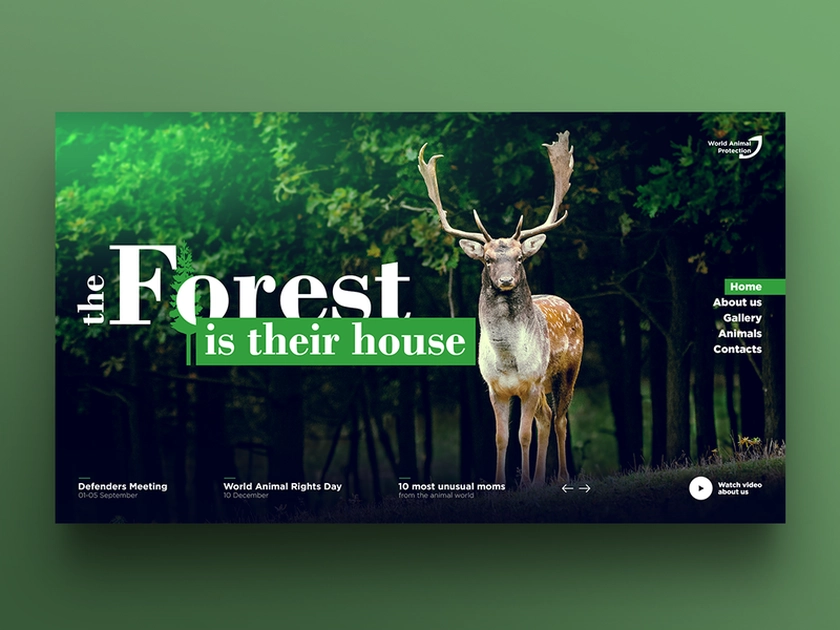 World Animal
Protection
the
Forest
is their house
Home
About us
Gallery
Animals
Contacts
Defenders Meeting
01-05 September
World Animal Rights Day
10 December
10 most unusual moms
from the animal world
Watch video
about us